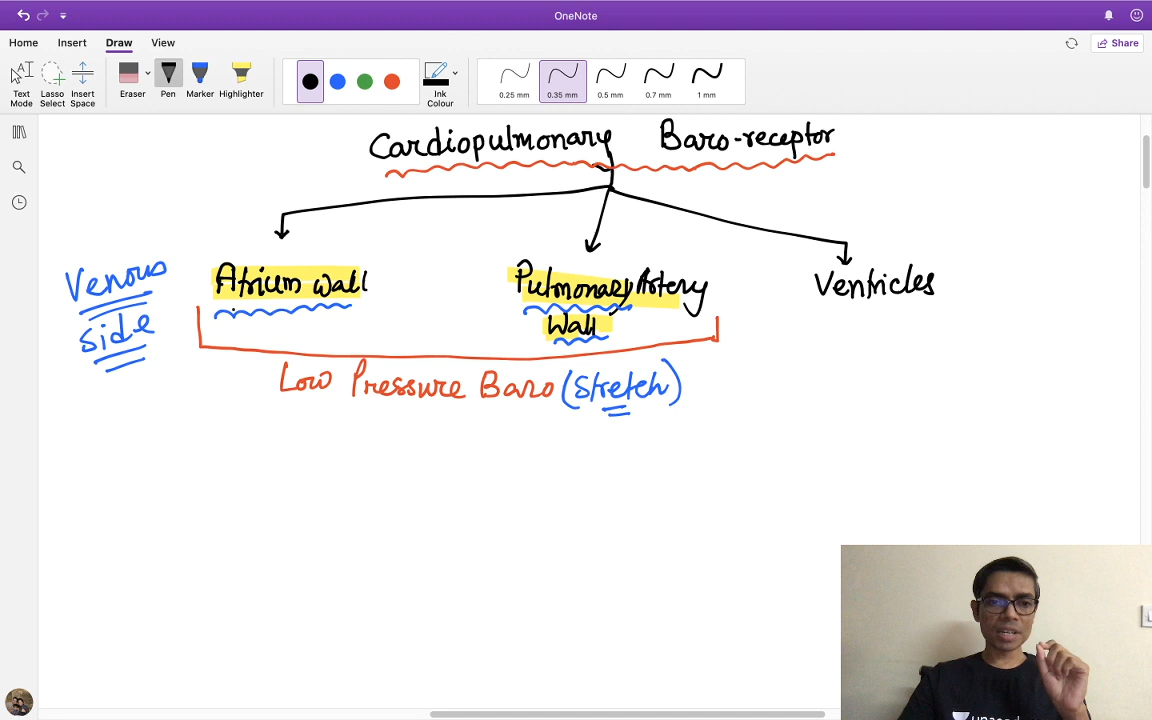 OneNote
Home Insert Draw View
Share
Text Mode
Lasso Select
Insert Space
Eraser
Pen
Marker
Highlighter
Ink Colour
0.25 mm
0.35 mm
0.5 mm
0.7 mm
1 mm
Cardiopulmonary Baro-receptor
Venous side
Atrium wall
Pulmonary Artery
Wall
Ventricles
Low Pressure Baro (stretch)